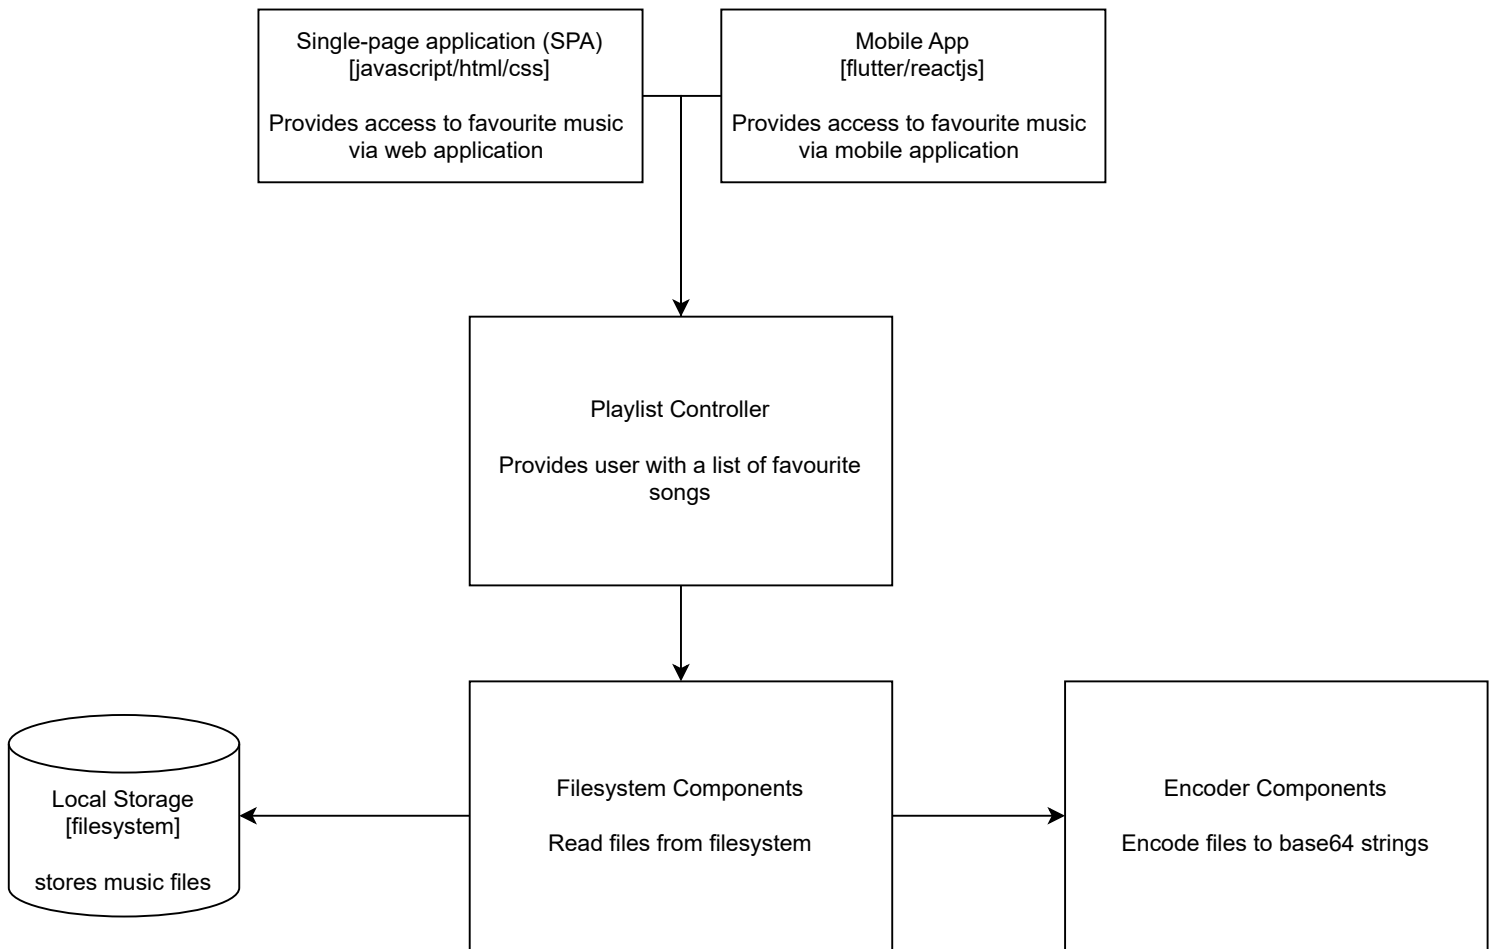 Single-page application (SPA)
[javascript/html/css]
Provides access to favourite music
via web application
Mobile App
[flutter/reactjs]
Provides access to favourite music
via mobile application
Playlist Controller
Provides user with a list of favourite
songs
Local Storage
[filesystem]
stores music files
Filesystem Components
Read files from filesystem
Encoder Components
Encode files to base64 strings